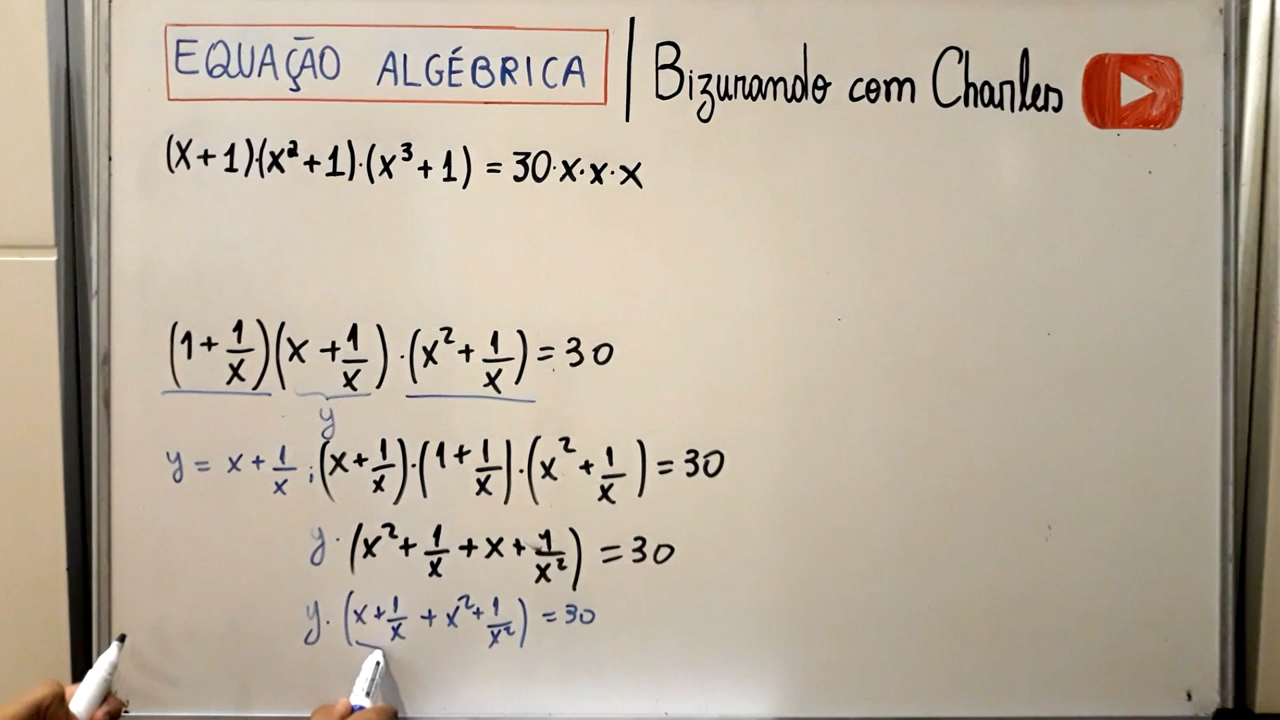 EQUAÇÃO ALGÉBRICA | Bizurando com Charles
(x+1)·(x²+1)·(x³+1) = 30·x·x·x
(1+1/x)(x+1/x)·(x²+1/x) = 30
y
y = x+1/x ; (x+1/x)·(1+1/x)·(x²+1/x) = 30
y·(x²+1/x+x+1/x²) = 30
y·(x+1/x+x²+1/x²) = 30